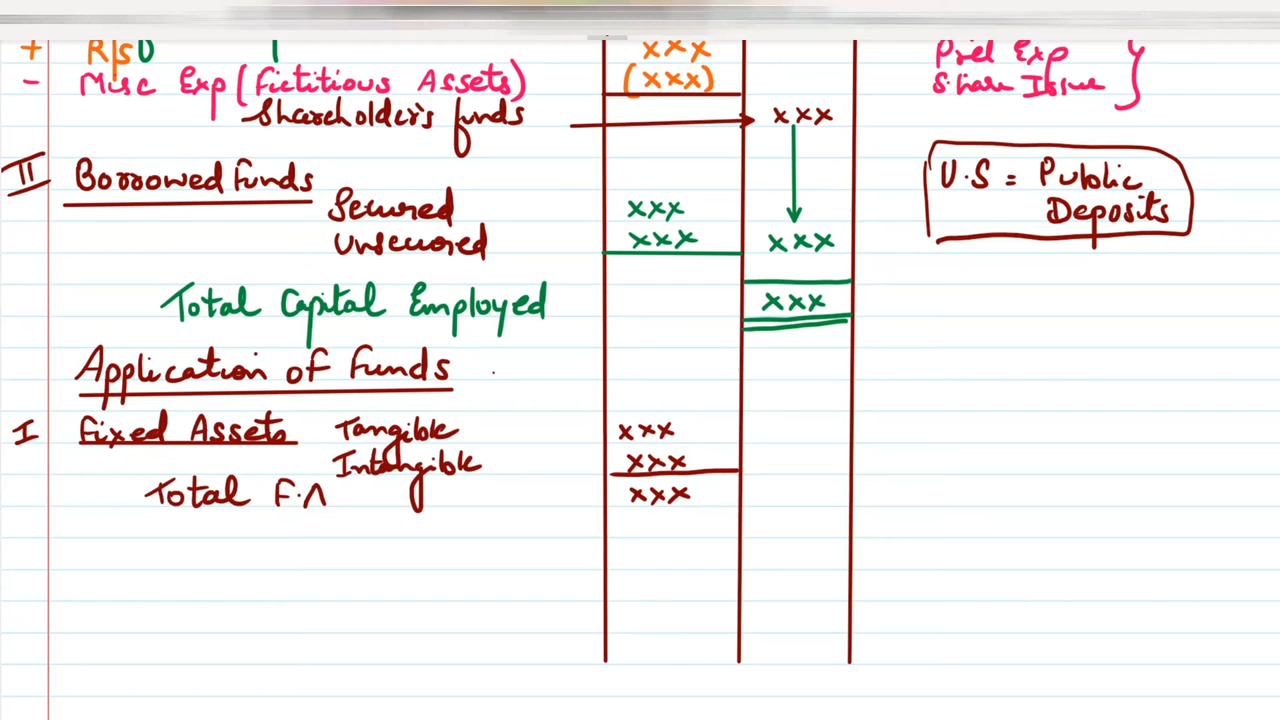 + R/s xxx Prel Exp
- Misc Exp (Fictitious Assets) (xxx) Share Issue
Shareholder's funds xxx
II Borrowed Funds
Secured xxx
Unsecured xxx xxx
U.S = Public Deposits
Total Capital Employed xxx
Application of Funds
I Fixed Assets Tangible xxx
Intangible xxx
Total F.A xxx